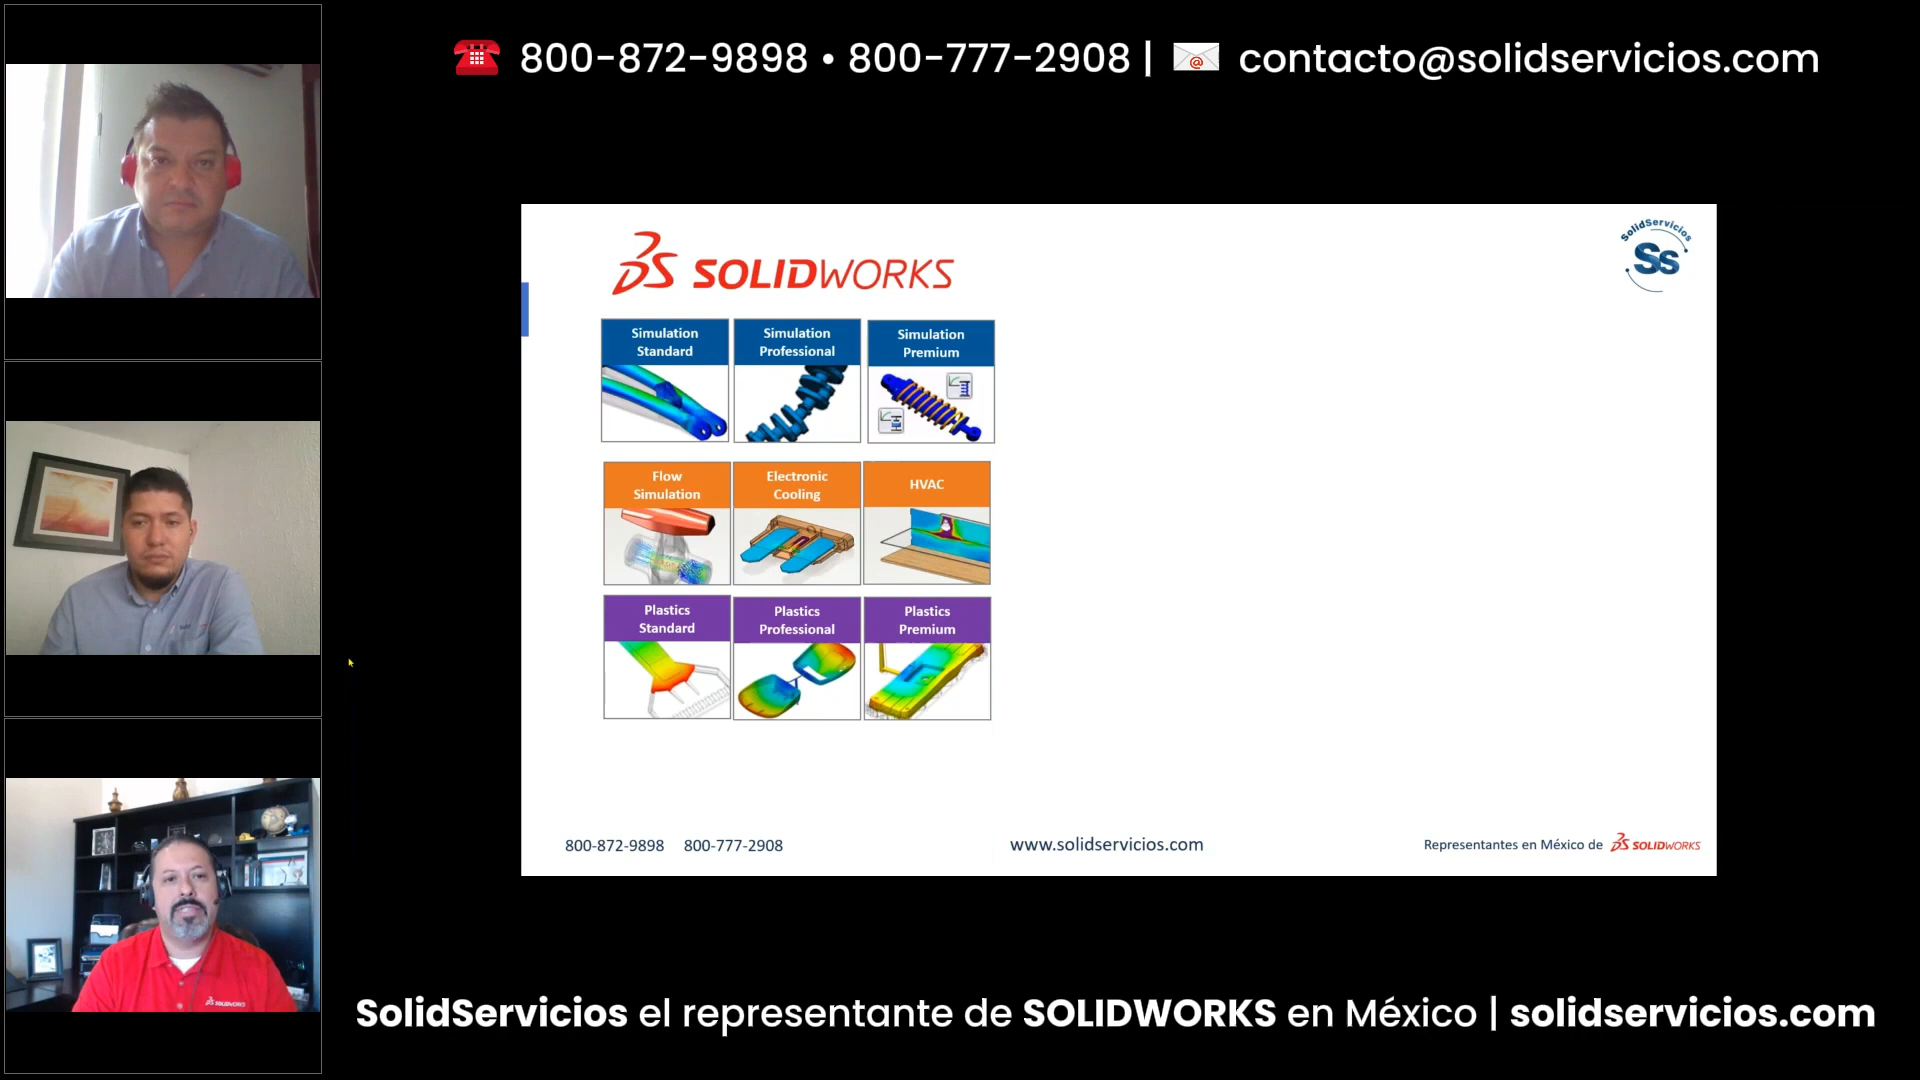 800-872-9898 • 800-777-2908 | contacto@solidservicios.com
SolidServicios
Ss
SOLIDWORKS
Simulation Standard
Simulation Professional
Simulation Premium
Flow Simulation
Electronic Cooling
HVAC
Plastics Standard
Plastics Professional
Plastics Premium
800-872-9898 800-777-2908
www.solidservicios.com
Representantes en México de SOLIDWORKS
SOLIDWORKS
SolidServicios el representante de SOLIDWORKS en México | solidservicios.com